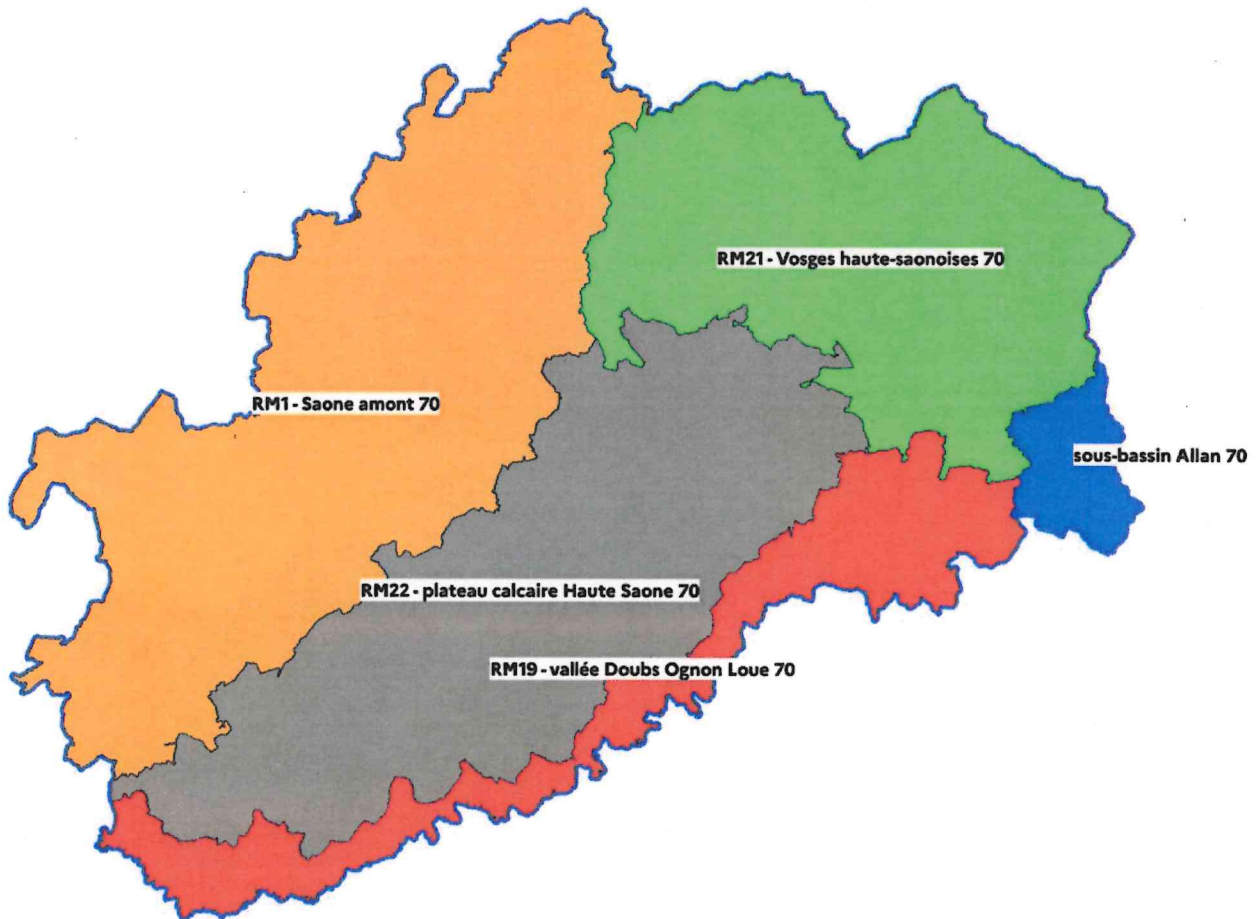 RM21 - Vosges haute-saonoises 70
RM1 - Saone amont 70
sous-bassin Allan 70
RM22 - plateau calcaire Haute Saone 70
RM19 - vallée Doubs Ognon Loue 70